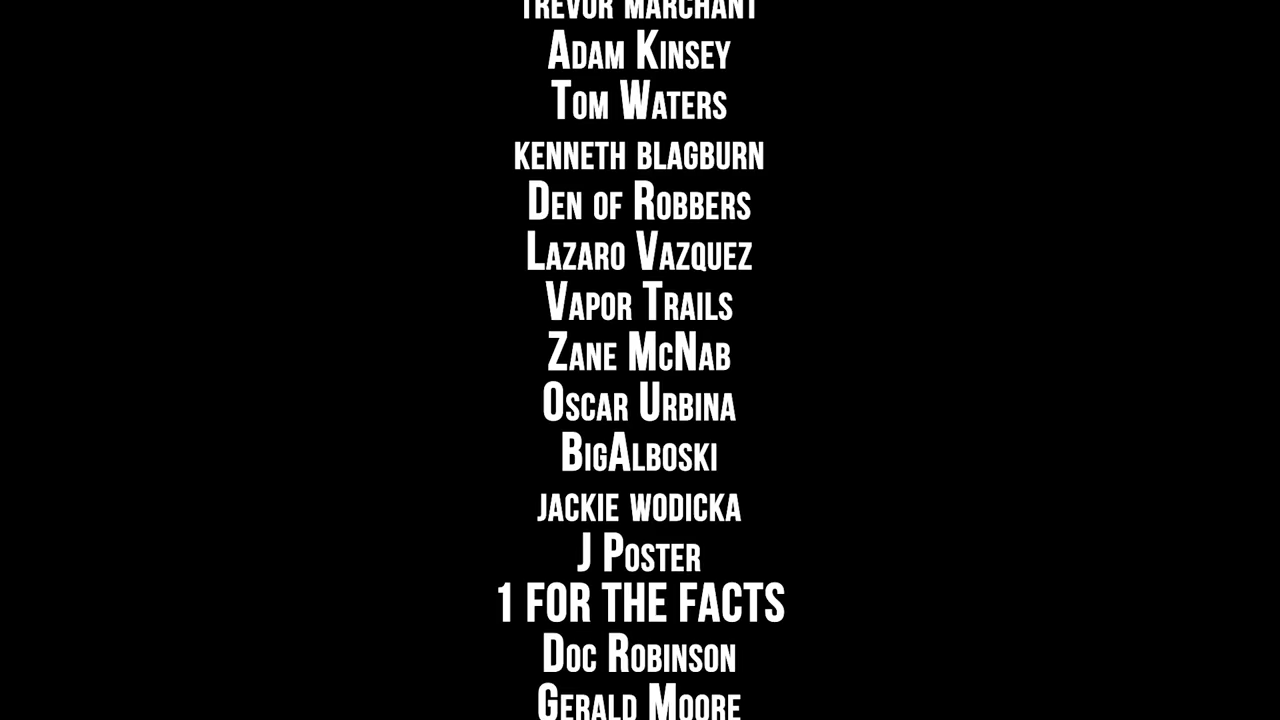 trevor marchant
Adam Kinsey
Tom Waters
kenneth blagburn
Den of Robbers
Lazaro Vazquez
Vapor Trails
Zane McNab
Oscar Urbina
BigAlboski
jackie wodicka
J Poster
1 FOR THE FACTS
Doc Robinson
Gerald Moore